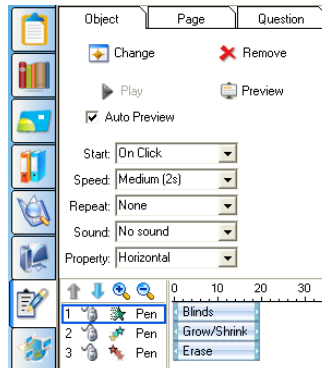 Object Page Question
Change Remove
Play Preview
Auto Preview
Start: On Click
Speed: Medium (2s)
Repeat: None
Sound: No sound
Property: Horizontal
0 10 20 30
1 Pen Blinds
2 Pen Grow/Shrink
3 Pen Erase